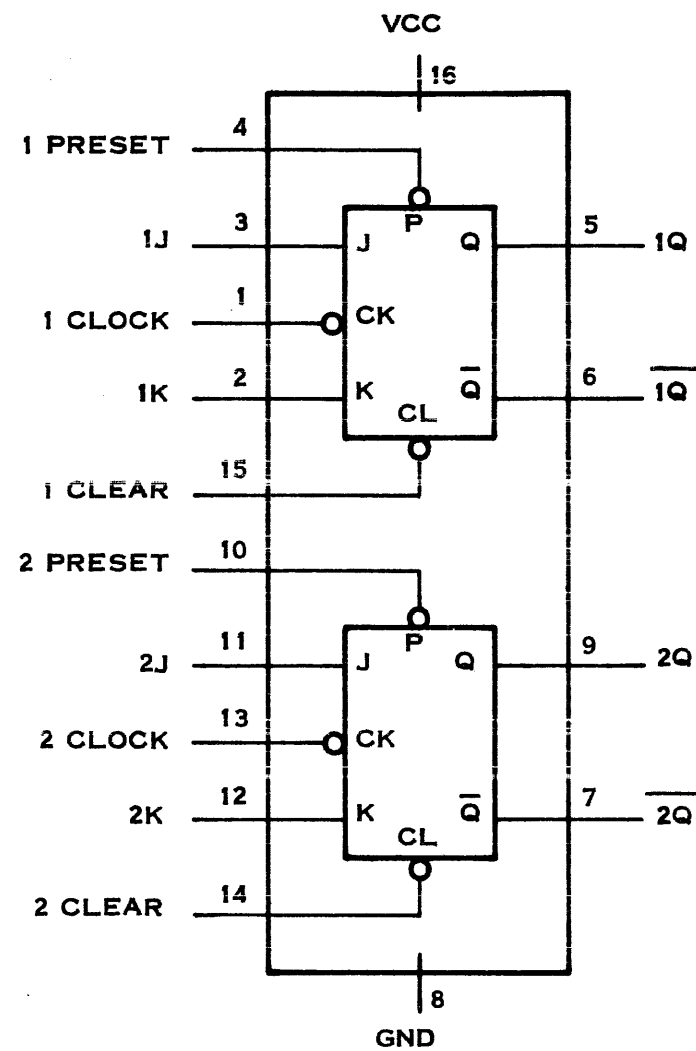 VCC
16
4
1 PRESET
P
3
1J
J
Q
5
1Q
1
1 CLOCK
CK
2
1K
K
Q̅
6
1Q̅
CL
15
1 CLEAR
10
2 PRESET
P
11
2J
J
Q
9
2Q
13
2 CLOCK
CK
12
2K
K
Q̅
7
2Q̅
CL
14
2 CLEAR
8
GND